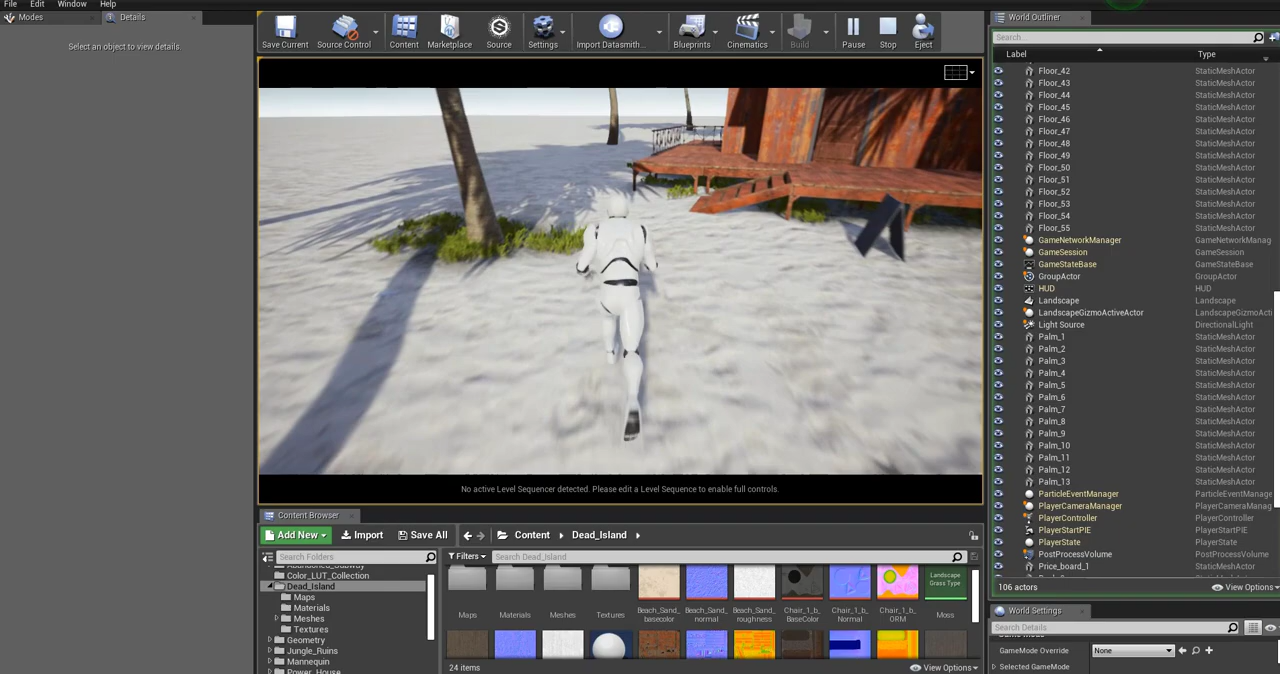 File Edit Window Help
Modes Details
Select an object to view details.
Save Current Source Control Content Marketplace Source Settings Import Datasmith... Blueprints Cinematics Build Pause Stop Eject
No active Level Sequencer detected. Please edit a Level Sequence to enable full controls.
Content Browser
Add New Import Save All Content Dead_Island
Search Folders
Color_LUT_Collection
Dead_Island
Maps
Materials
Meshes
Textures
Geometry
Jungle_Ruins
Mannequin
Power_House
Filters Search Dead_Island
Maps
Materials
Meshes
Textures
Beach_Sand_basecolor
Beach_Sand_normal
Beach_Sand_roughness
Chair_1_b_BaseColor
Chair_1_b_Normal
Chair_1_b_ORM
Landscape Grass Type
Moss
24 items View Options
World Outliner
Search...
Label Type
Floor_42 StaticMeshActor
Floor_43 StaticMeshActor
Floor_44 StaticMeshActor
Floor_45 StaticMeshActor
Floor_46 StaticMeshActor
Floor_47 StaticMeshActor
Floor_48 StaticMeshActor
Floor_49 StaticMeshActor
Floor_50 StaticMeshActor
Floor_51 StaticMeshActor
Floor_52 StaticMeshActor
Floor_53 StaticMeshActor
Floor_54 StaticMeshActor
Floor_55 StaticMeshActor
GameNetworkManager GameNetworkManag
GameSession GameSession
GameStateBase GameStateBase
GroupActor GroupActor
HUD HUD
Landscape Landscape
LandscapeGizmoActiveActor LandscapeGizmoActi
Light Source DirectionalLight
Palm_1 StaticMeshActor
Palm_2 StaticMeshActor
Palm_3 StaticMeshActor
Palm_4 StaticMeshActor
Palm_5 StaticMeshActor
Palm_6 StaticMeshActor
Palm_7 StaticMeshActor
Palm_8 StaticMeshActor
Palm_9 StaticMeshActor
Palm_10 StaticMeshActor
Palm_11 StaticMeshActor
Palm_12 StaticMeshActor
Palm_13 StaticMeshActor
ParticleEventManager ParticleEventManage
PlayerCameraManager PlayerCameraManag
PlayerController PlayerController
PlayerStartPIE PlayerStartPIE
PlayerState PlayerState
PostProcessVolume PostProcessVolume
Price_board_1 StaticMeshActor
106 actors View Options
World Settings
Search Details
GameMode Override None
Selected GameMode